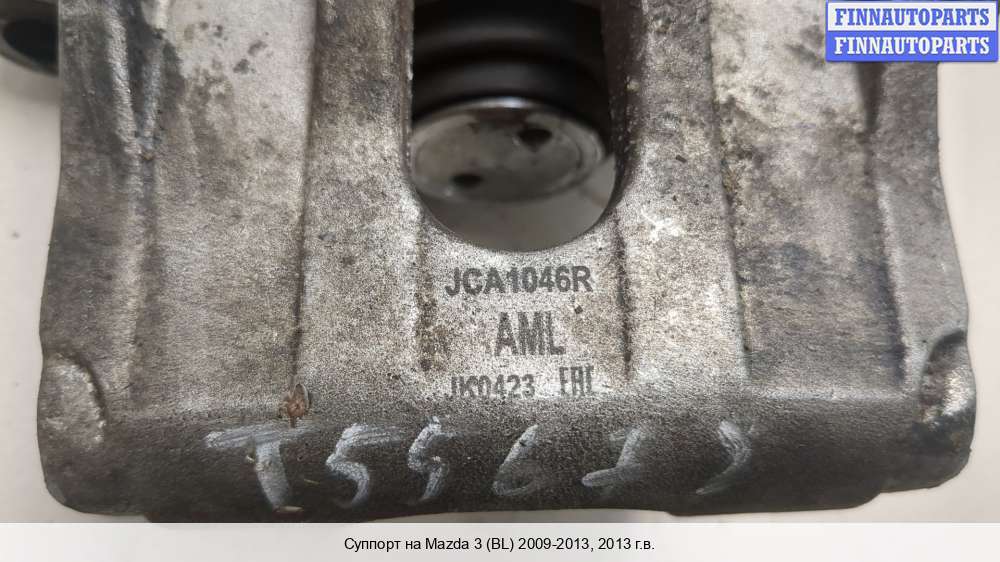 FINNAUTOPARTS
FINNAUTOPARTS
JCA1046R
AML
JK0423 EAC
Суппорт на Mazda 3 (BL) 2009-2013, 2013 г.в.